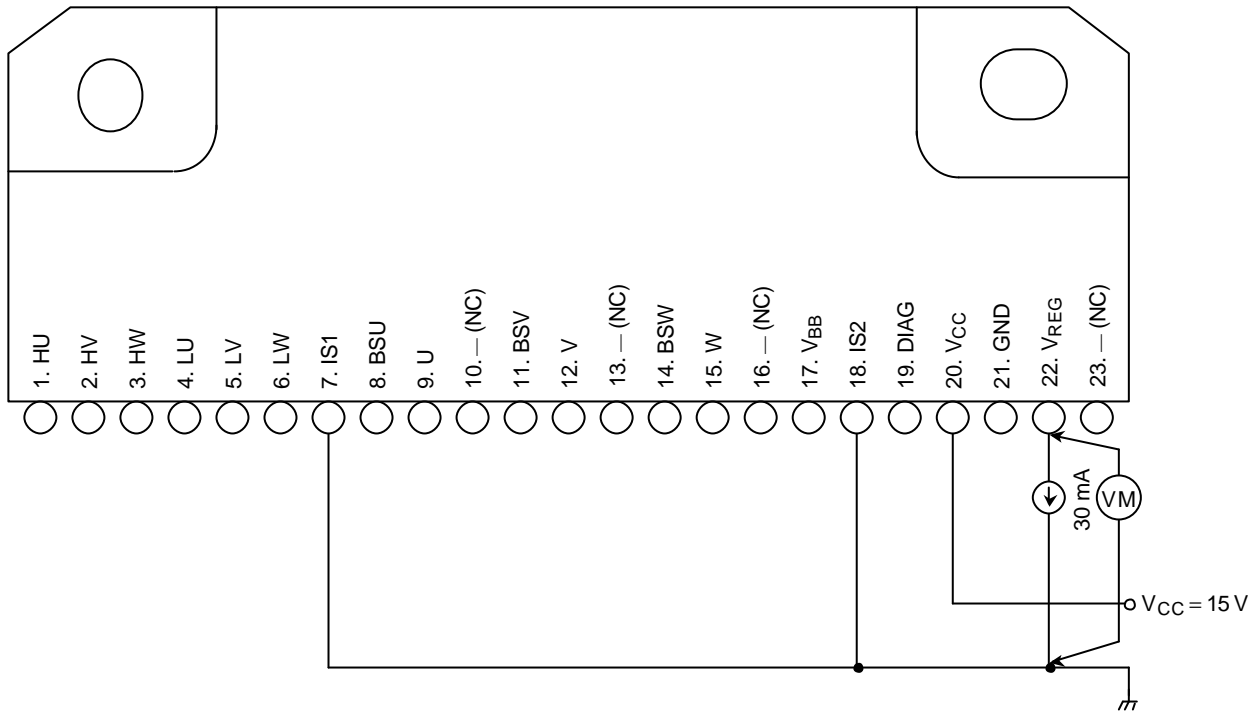 1. HU
2. HV
3. HW
4. LU
5. LV
6. LW
7. IS1
8. BSU
9. U
10. — (NC)
11. BSV
12. V
13. — (NC)
14. BSW
15. W
16. — (NC)
17. VBB
18. IS2
19. DIAG
20. VCC
21. GND
22. VREG
23. — (NC)
30 mA
VM
VCC = 15 V